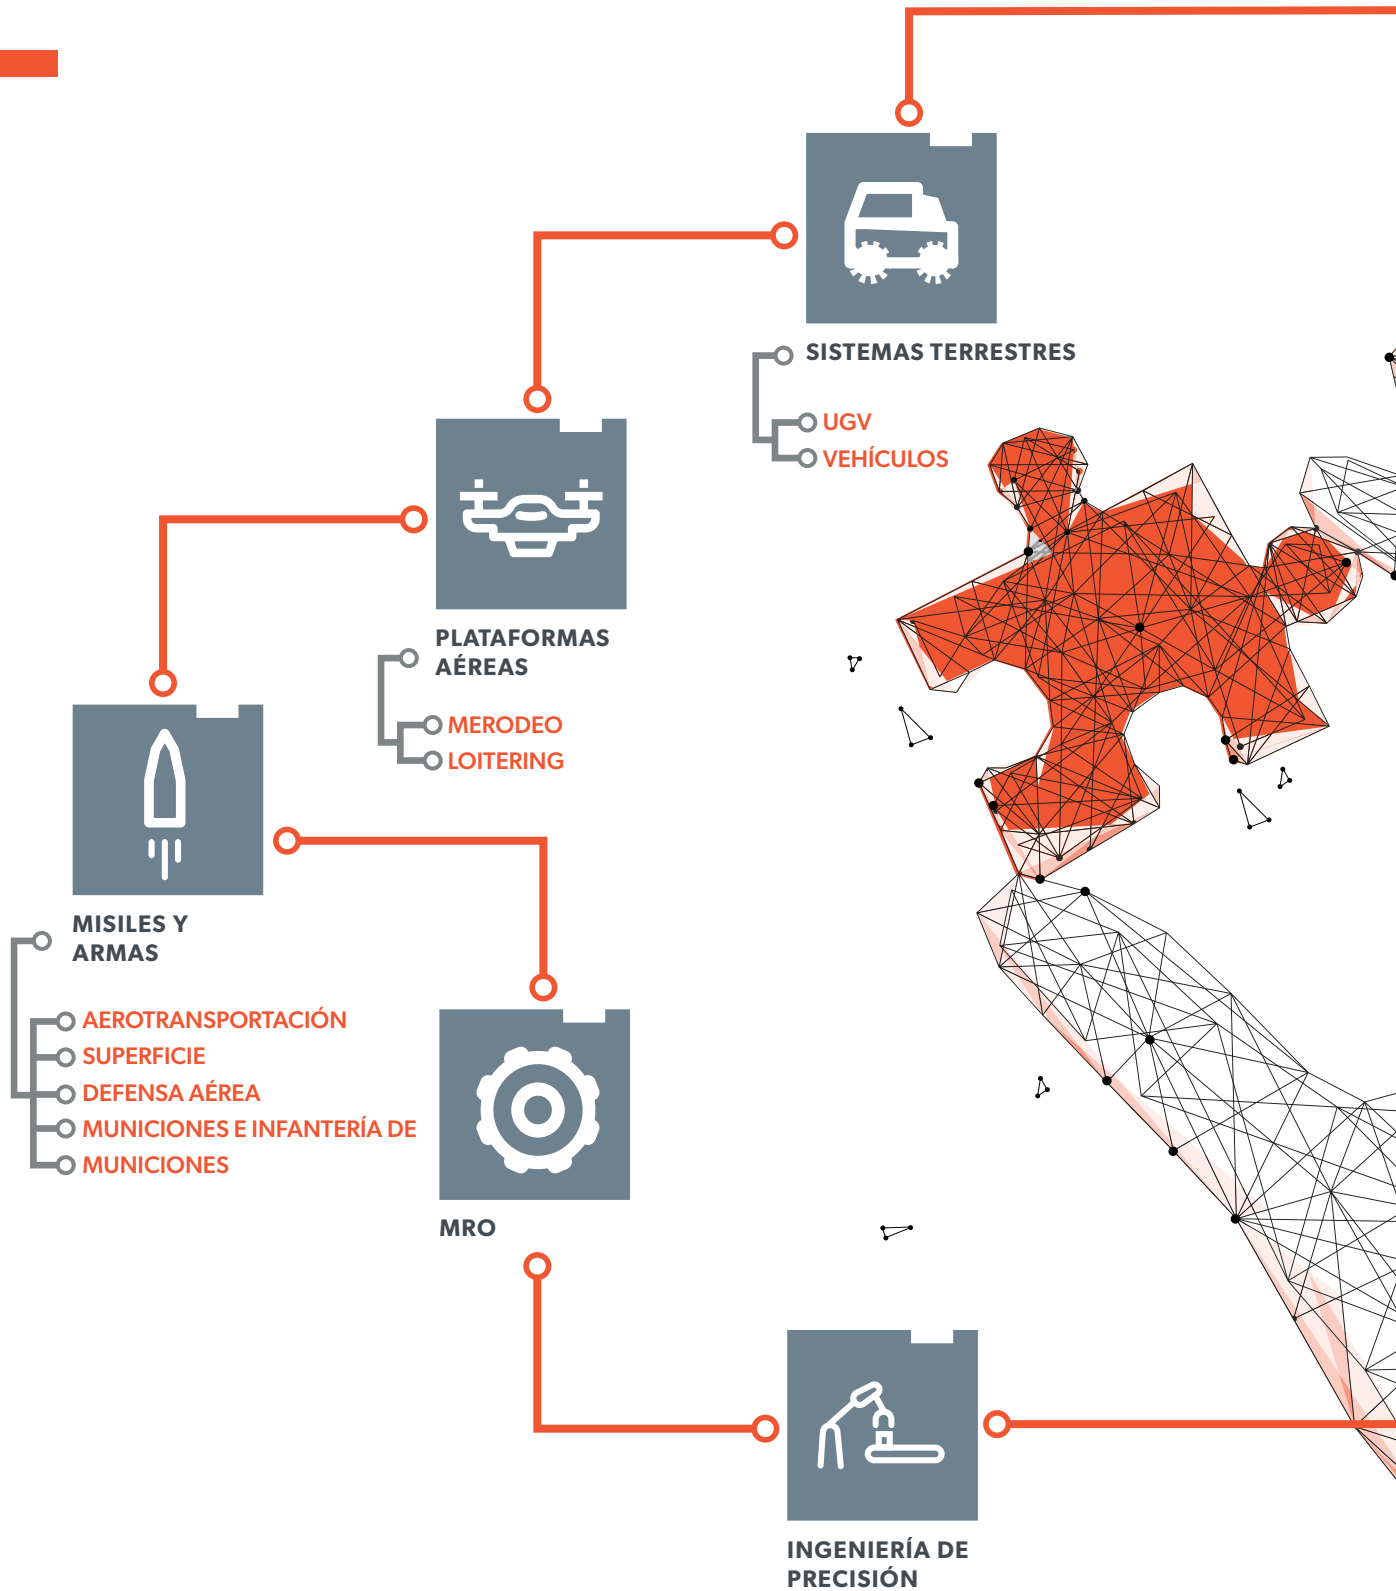 SISTEMAS TERRESTRES
UGV
VEHÍCULOS
PLATAFORMAS
AÉREAS
MERODEO
LOITERING
MISILES Y
ARMAS
AEROTRANSPORTACIÓN
SUPERFICIE
DEFENSA AÉREA
MUNICIONES E INFANTERÍA DE
MUNICIONES
MRO
INGENIERÍA DE
PRECISIÓN